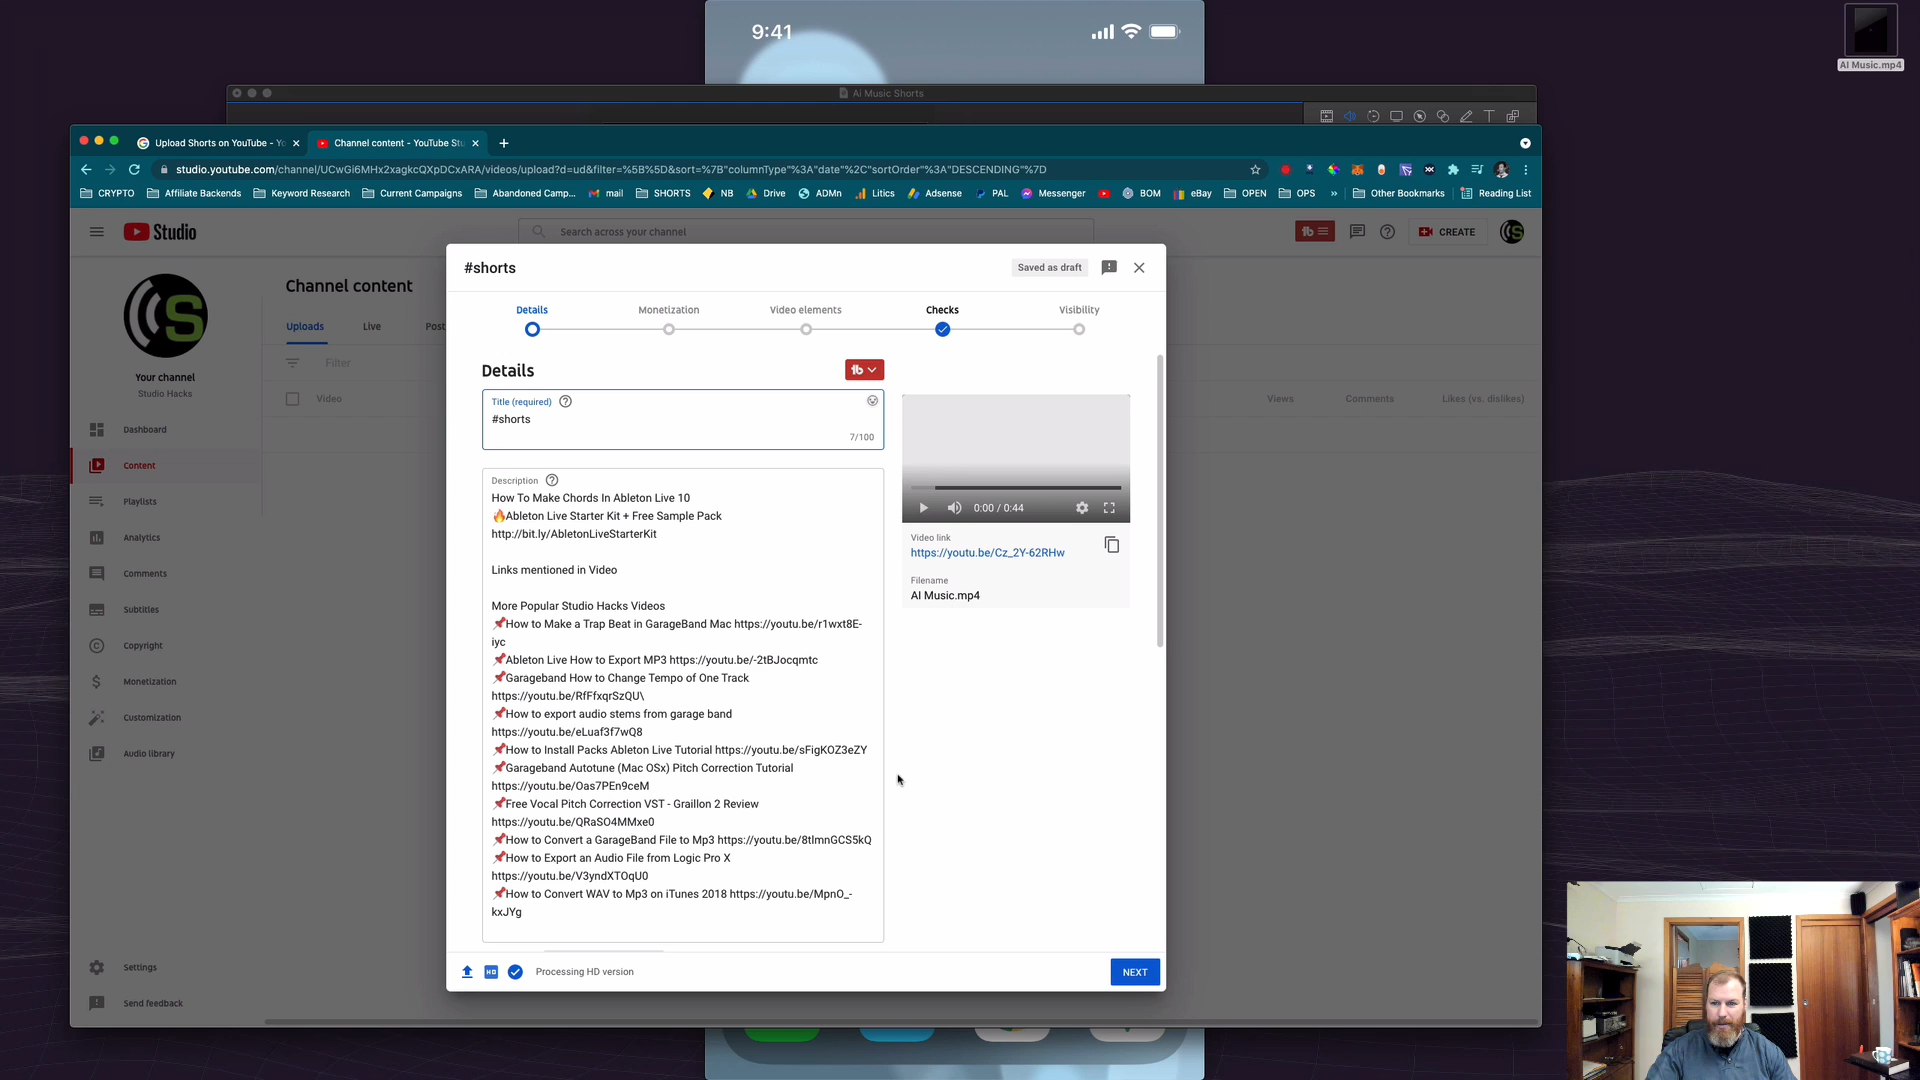 9:41
AI Music.mp4
Ai Music Shorts
Upload Shorts on YouTube - Yo
Channel content - YouTube Stu
studio.youtube.com/channel/UCwGi6MHx2xagkcQXpDCxARA/videos/upload?d=ud&filter=%5B%5D&sort=%7B"columnType"%3A"date"%2C"sortOrder"%3A"DESCENDING"%7D
CRYPTO Affiliate Backends Keyword Research Current Campaigns Abandoned Camp... mail SHORTS NB Drive ADMn Litics Adsense PAL Messenger BOM eBay OPEN OPS » Other Bookmarks Reading List
Studio
Search across your channel
CREATE
Your channel
Studio Hacks
Dashboard
Content
Playlists
Analytics
Comments
Subtitles
Copyright
Monetization
Customization
Audio library
Settings
Send feedback
Channel content
Uploads Live Post
Filter
Video
Views Comments Likes (vs. dislikes)
#shorts
Saved as draft
Details Monetization Video elements Checks Visibility
Details
Title (required)
#shorts
7/100
Description
How To Make Chords In Ableton Live 10
🔥Ableton Live Starter Kit + Free Sample Pack
http://bit.ly/AbletonLiveStarterKit
Links mentioned in Video
More Popular Studio Hacks Videos
📌How to Make a Trap Beat in GarageBand Mac https://youtu.be/r1wxt8E-
iyc
📌Ableton Live How to Export MP3 https://youtu.be/-2tBJocqmtc
📌Garageband How to Change Tempo of One Track
https://youtu.be/RfFfxqrSzQU\
📌How to export audio stems from garage band
https://youtu.be/eLuaf3f7wQ8
📌How to Install Packs Ableton Live Tutorial https://youtu.be/sFigKOZ3eZY
📌Garageband Autotune (Mac OSx) Pitch Correction Tutorial
https://youtu.be/Oas7PEn9ceM
📌Free Vocal Pitch Correction VST - Graillon 2 Review
https://youtu.be/QRaSO4MMxe0
📌How to Convert a GarageBand File to Mp3 https://youtu.be/8tlmnGCS5kQ
📌How to Export an Audio File from Logic Pro X
https://youtu.be/V3yndXTOqU0
📌How to Convert WAV to Mp3 on iTunes 2018 https://youtu.be/MpnO_-
kxJYg
0:00 / 0:44
Video link
https://youtu.be/Cz_2Y-62RHw
Filename
AI Music.mp4
Processing HD version
NEXT